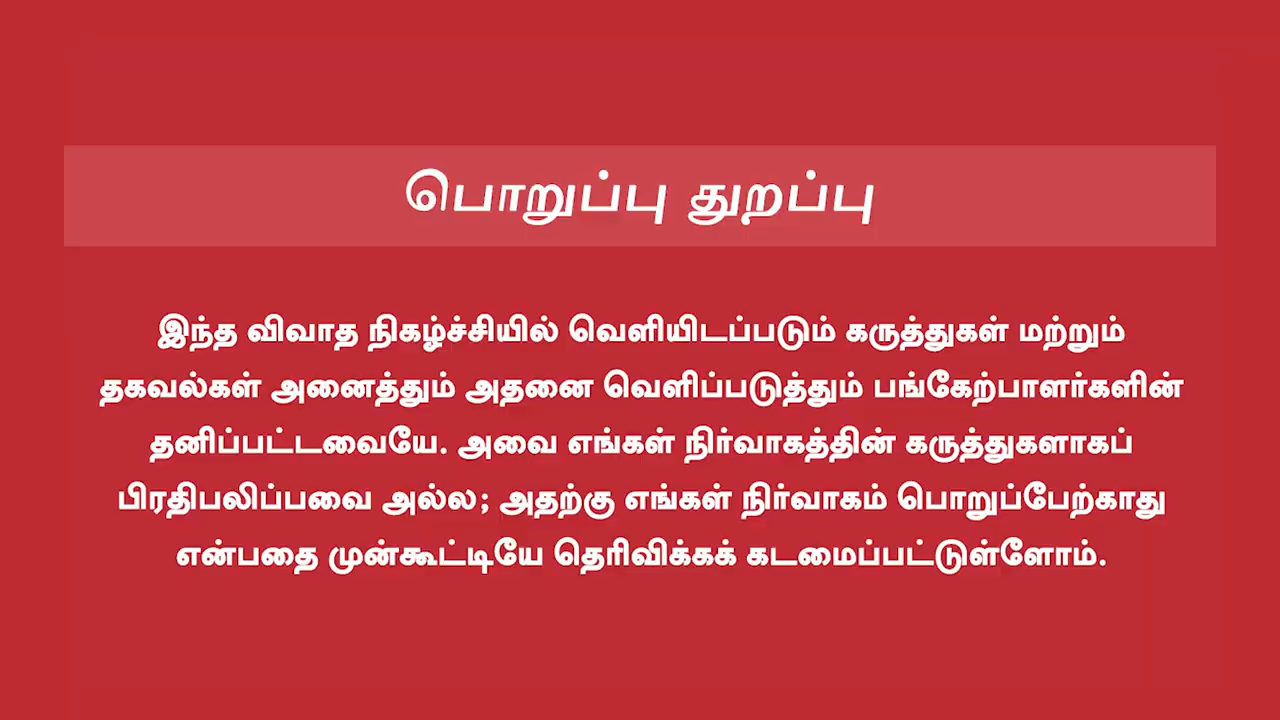 பொறுப்பு துறப்பு
இந்த விவாத நிகழ்ச்சியில் வெளியிடப்படும் கருத்துகள் மற்றும்
தகவல்கள் அனைத்தும் அதனை வெளிப்படுத்தும் பங்கேற்பாளர்களின்
தனிப்பட்டவையே. அவை எங்கள் நிர்வாகத்தின் கருத்துகளாகப்
பிரதிபலிப்பவை அல்ல; அதற்கு எங்கள் நிர்வாகம் பொறுப்பேற்காது
என்பதை முன்கூட்டியே தெரிவிக்கக் கடமைப்பட்டுள்ளோம்.